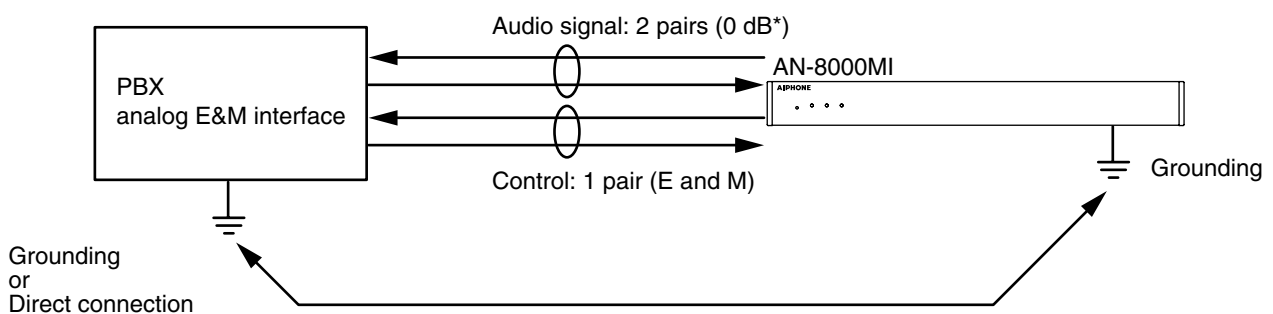 Audio signal: 2 pairs (0 dB*)
AN-8000MI
AIPHONE
PBX
analog E&M interface
Control: 1 pair (E and M)
Grounding
Grounding
or
Direct connection